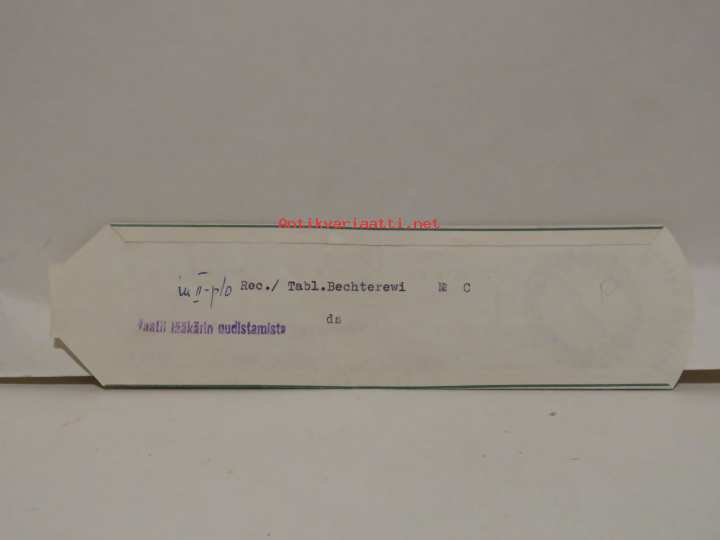 Antikvariaatti.net
Rec./ Tabl.Bechterewi № C
ds
Vaatii lääkärin uudistamista
P